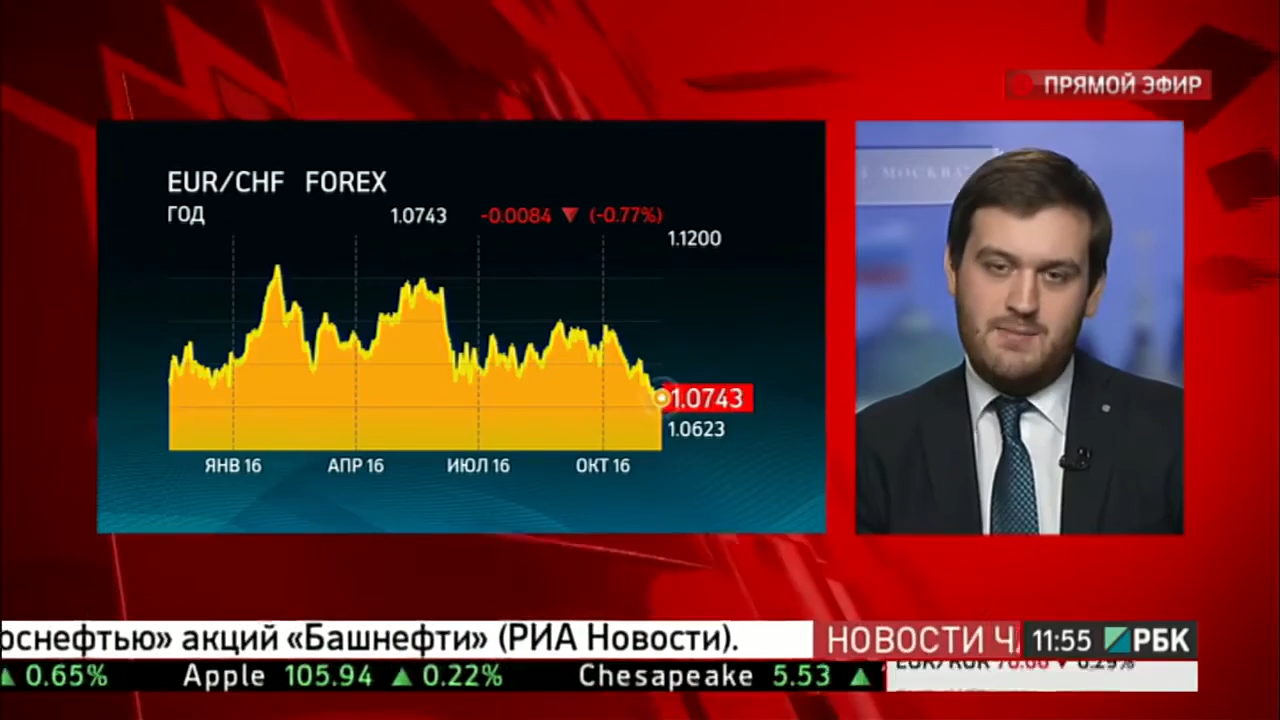 ПРЯМОЙ ЭФИР
EUR/CHF FOREX
ГОД 1.0743 -0.0084 ▼ (-0.77%)
1.1200
1.0743
1.0623
ЯНВ 16 АПР 16 ИЮЛ 16 ОКТ 16
МОСКВА
оснефтью» акций «Башнефти» (РИА Новости).
НОВОСТИ Ч
11:55 РБК
▲ 0.65% Apple 105.94 ▲ 0.22% Chesapeake 5.53 ▲